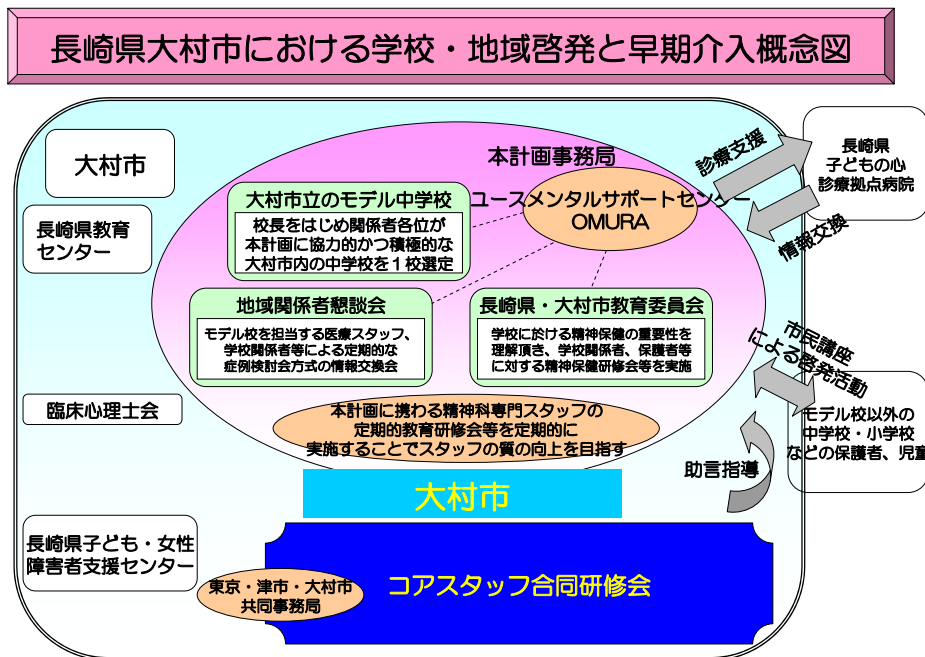 長崎県大村市における学校・地域啓発と早期介入概念図
大村市
長崎県教育
センター
臨床心理士会
長崎県子ども・女性
障害者支援センター
本計画事務局
ユースメンタルサポートセンター
OMURA
大村市立のモデル中学校
校長をはじめ関係者各位が
本計画に協力的かつ積極的な
大村市内の中学校を１校選定
地域関係者懇談会
モデル校を担当する医療スタッフ、
学校関係者等による定期的な
症例検討会方式の情報交換会
長崎県・大村市教育委員会
学校に於ける精神保健の重要性を
理解頂き、学校関係者、保護者等
に対する精神保健研修会等を実施
本計画に携わる精神科専門スタッフの
定期的教育研修会等を定期的に
実施することでスタッフの質の向上を目指す
大村市
コアスタッフ合同研修会
東京・津市・大村市
共同事務局
診療支援
情報交換
長崎県
子どもの心
診療拠点病院
市民講座
による啓発活動
モデル校以外の
中学校・小学校
などの保護者、児童
助言指導